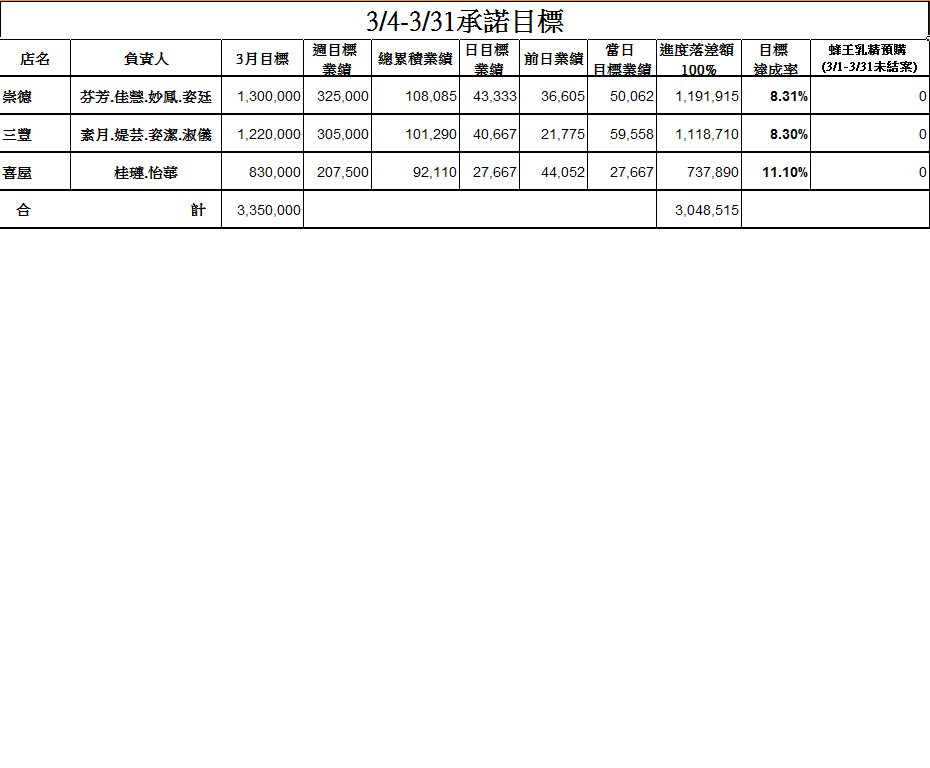 3/4-3/31承諾目標
店名 負責人 3月目標 週目標業績 總累積業績 日目標業績 前日業績 當日目標業績 進度落差額100% 目標達成率 蜂王乳精預購(3/1-3/31未結案)
崇德 芬芳.佳慧.妙鳳.姿廷 1,300,000 325,000 108,085 43,333 36,605 50,062 1,191,915 8.31% 0
三豐 素月.媞芸.姿潔.淑儀 1,220,000 305,000 101,290 40,667 21,775 59,558 1,118,710 8.30% 0
喜屋 桂瑭.怡華 830,000 207,500 92,110 27,667 44,052 27,667 737,890 11.10% 0
合 計 3,350,000 3,048,515